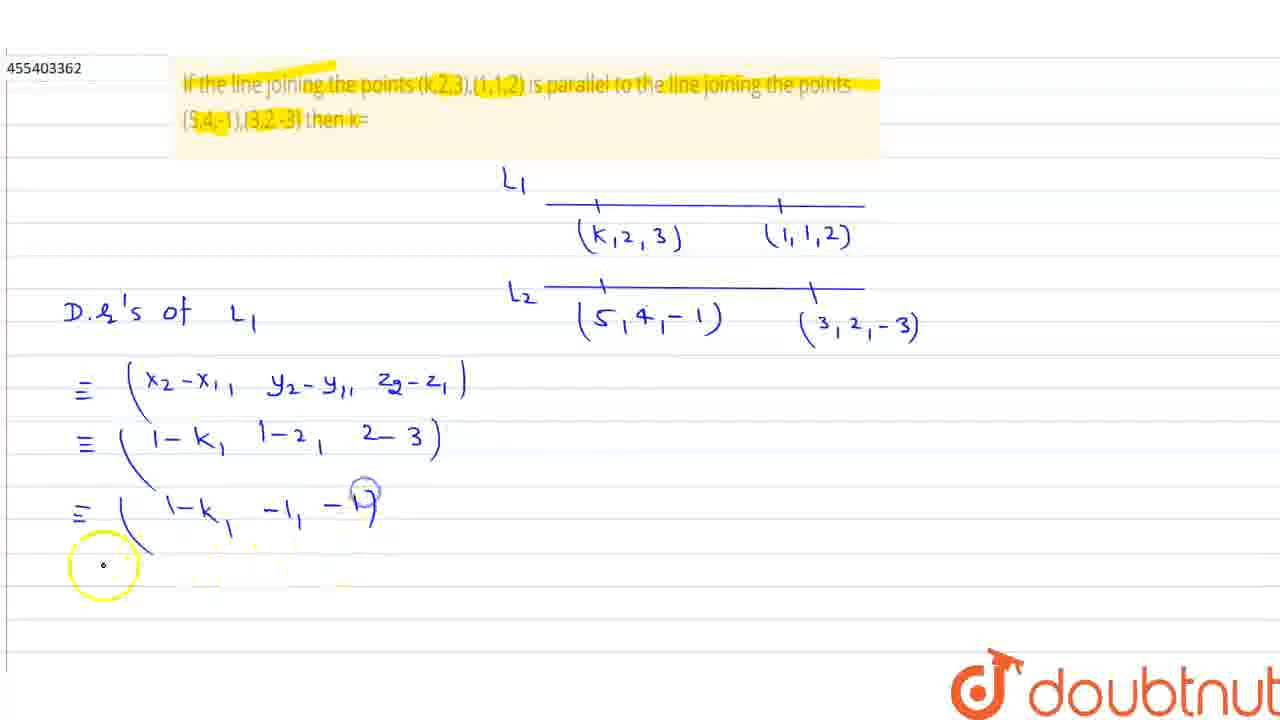 455403362
If the line joining the points (k,2,3),(1,1,2) is parallel to the line joining the points
(5,4,-1),(3,2,-3) then k=
L₁
(k, 2, 3) (1, 1, 2)
L₂
(5, 4, -1) (3, 2, -3)
D.r's of L₁
≡ (x₂-x₁, y₂-y₁, z₂-z₁)
≡ (1-k, 1-2, 2-3)
≡ (1-k, -1, -1)
doubtnut